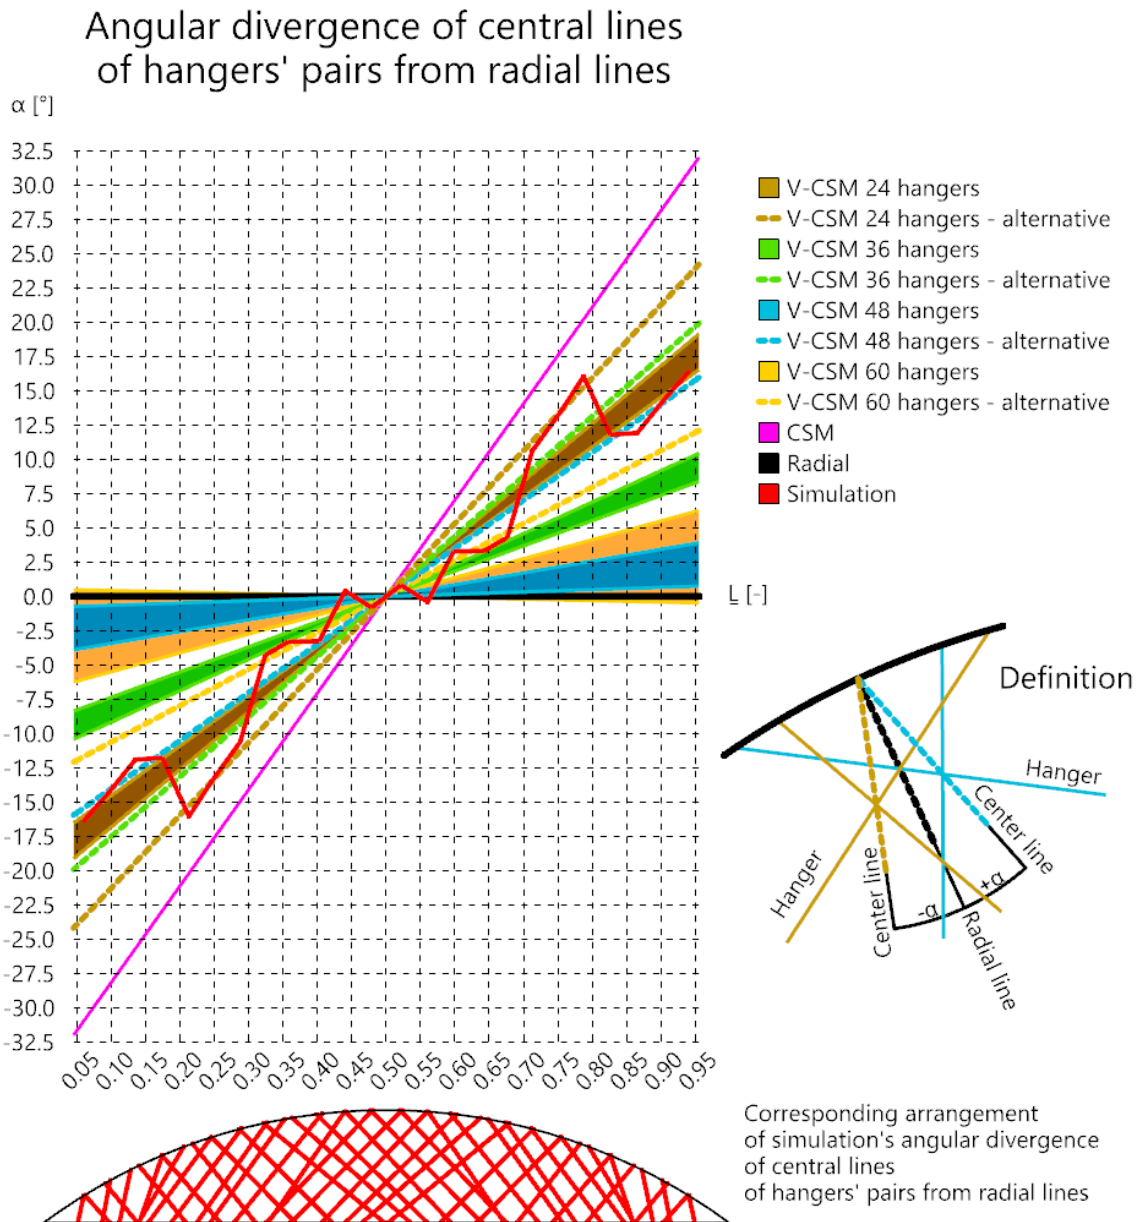 Angular divergence of central lines
of hangers' pairs from radial lines
α [°]
32.5
30.0
27.5
25.0
22.5
20.0
17.5
15.0
12.5
10.0
7.5
5.0
2.5
0.0
-2.5
-5.0
-7.5
-10.0
-12.5
-15.0
-17.5
-20.0
-22.5
-25.0
-27.5
-30.0
-32.5
0.05 0.10 0.15 0.20 0.25 0.30 0.35 0.40 0.45 0.50 0.55 0.60 0.65 0.70 0.75 0.80 0.85 0.90 0.95
L [-]
V-CSM 24 hangers
V-CSM 24 hangers - alternative
V-CSM 36 hangers
V-CSM 36 hangers - alternative
V-CSM 48 hangers
V-CSM 48 hangers - alternative
V-CSM 60 hangers
V-CSM 60 hangers - alternative
CSM
Radial
Simulation
Definition
Hanger
Center line
Hanger
Center line
-α
+α
Radial line
Corresponding arrangement
of simulation's angular divergence
of central lines
of hangers' pairs from radial lines